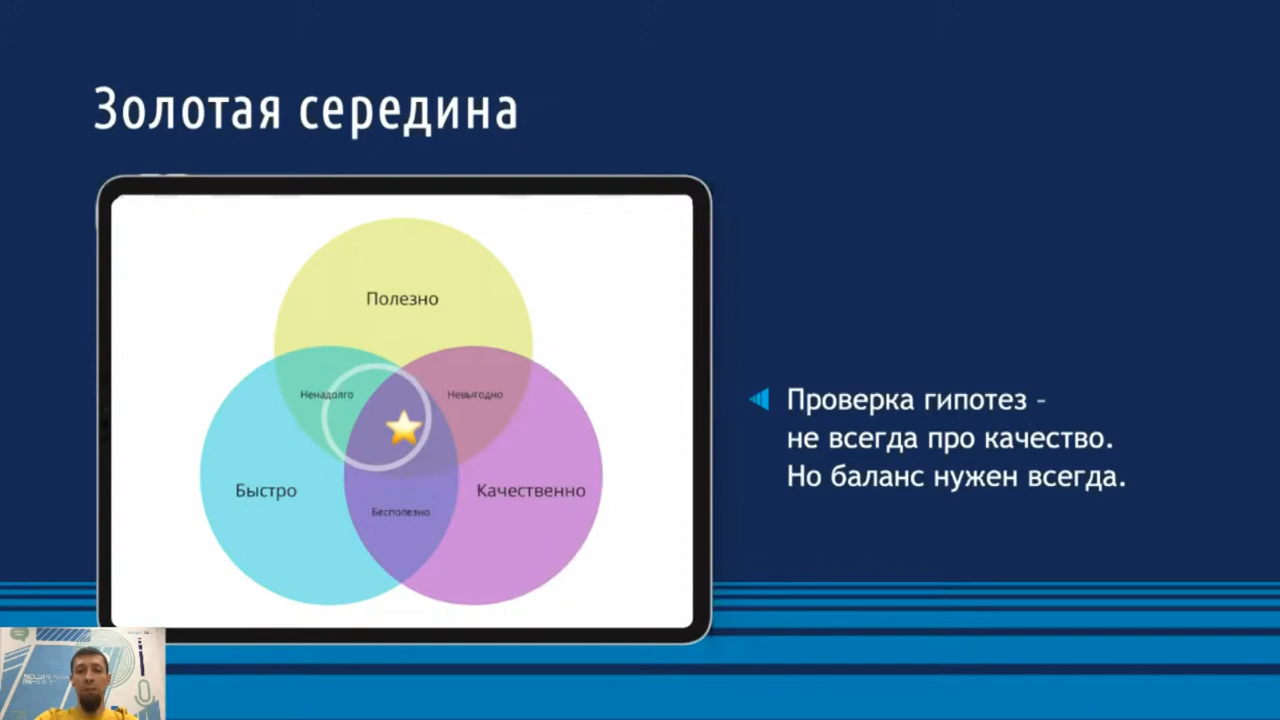 Золотая середина
Полезно
Ненадолго
Невыгодно
Быстро
Качественно
Бесполезно
Проверка гипотез -
не всегда про качество.
Но баланс нужен всегда.